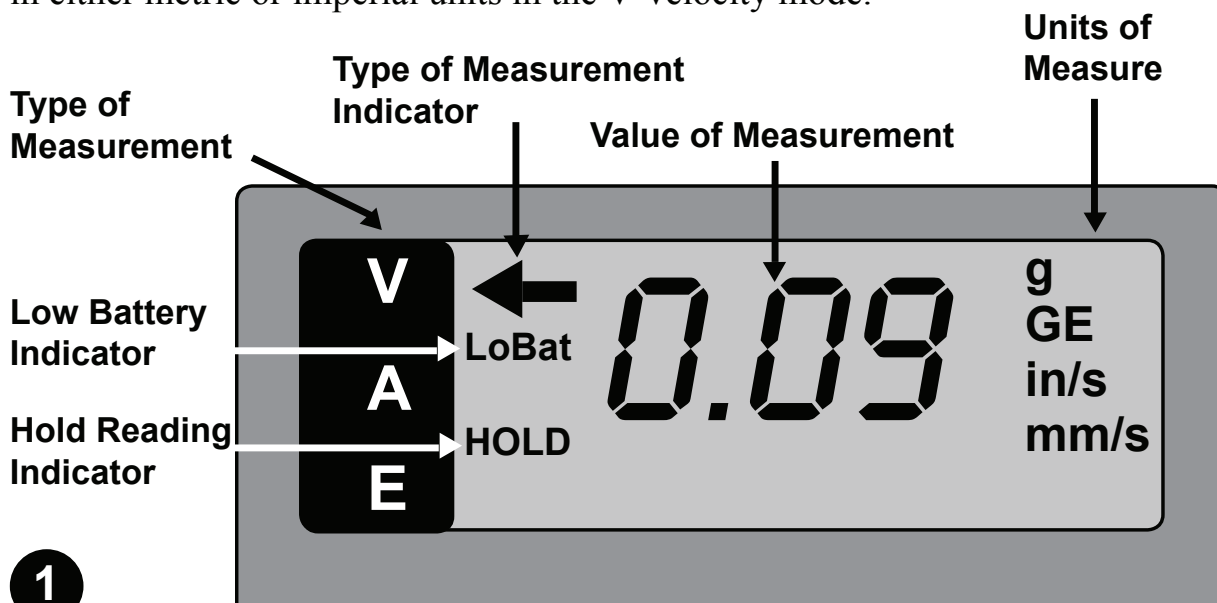 in either metric or imperial units in the V velocity mode.
Units of
Measure
Type of Measurement
Indicator
Type of
Measurement
Value of Measurement
V
g
GE
0.09
Low Battery
Indicator
LoBat
in/s
A
mm/s
Hold Reading
Indicator
HOLD
E
1